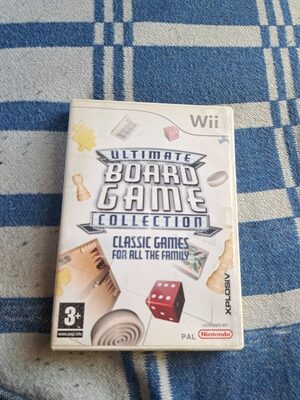 Wii
ULTIMATE
BOARD
GAME
COLLECTION
CLASSIC GAMES
FOR ALL THE FAMILY
XPLOSIV
3+
www.pegi.info
PAL
LICENSED BY
Nintendo